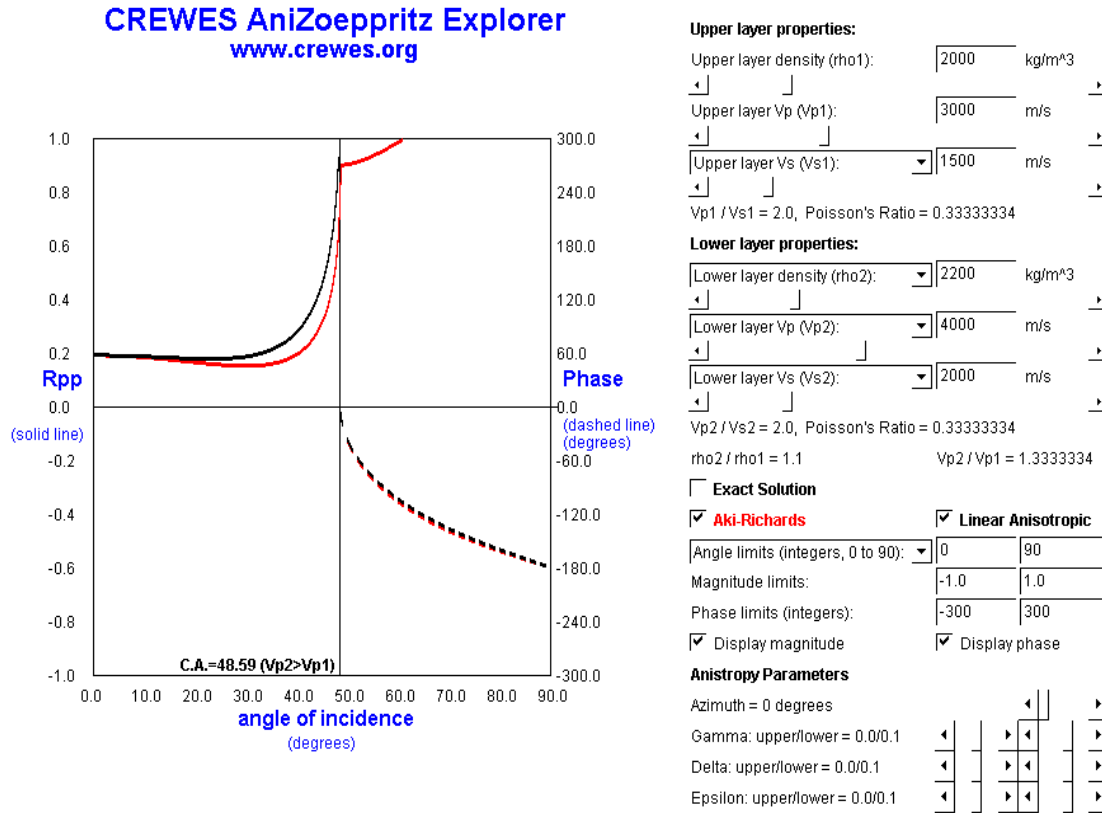 CREWES AniZoeppritz Explorer
www.crewes.org
1.0
0.8
0.6
0.4
0.2
Rpp
0.0
(solid line)
-0.2
-0.4
-0.6
-0.8
-1.0
300.0
240.0
180.0
120.0
60.0
Phase
0.0
(dashed line)
(degrees)
-60.0
-120.0
-180.0
-240.0
-300.0
C.A.=48.59 (Vp2>Vp1)
0.0 10.0 20.0 30.0 40.0 50.0 60.0 70.0 80.0 90.0
angle of incidence
(degrees)
Upper layer properties:
Upper layer density (rho1): 2000 kg/m^3
Upper layer Vp (Vp1): 3000 m/s
Upper layer Vs (Vs1): 1500 m/s
Vp1 / Vs1 = 2.0, Poisson's Ratio = 0.33333334
Lower layer properties:
Lower layer density (rho2): 2200 kg/m^3
Lower layer Vp (Vp2): 4000 m/s
Lower layer Vs (Vs2): 2000 m/s
Vp2 / Vs2 = 2.0, Poisson's Ratio = 0.33333334
rho2 / rho1 = 1.1 Vp2 / Vp1 = 1.3333334
Exact Solution
Aki-Richards Linear Anisotropic
Angle limits (integers, 0 to 90): 0 90
Magnitude limits: -1.0 1.0
Phase limits (integers): -300 300
Display magnitude Display phase
Anistropy Parameters
Azimuth = 0 degrees
Gamma: upper/lower = 0.0/0.1
Delta: upper/lower = 0.0/0.1
Epsilon: upper/lower = 0.0/0.1